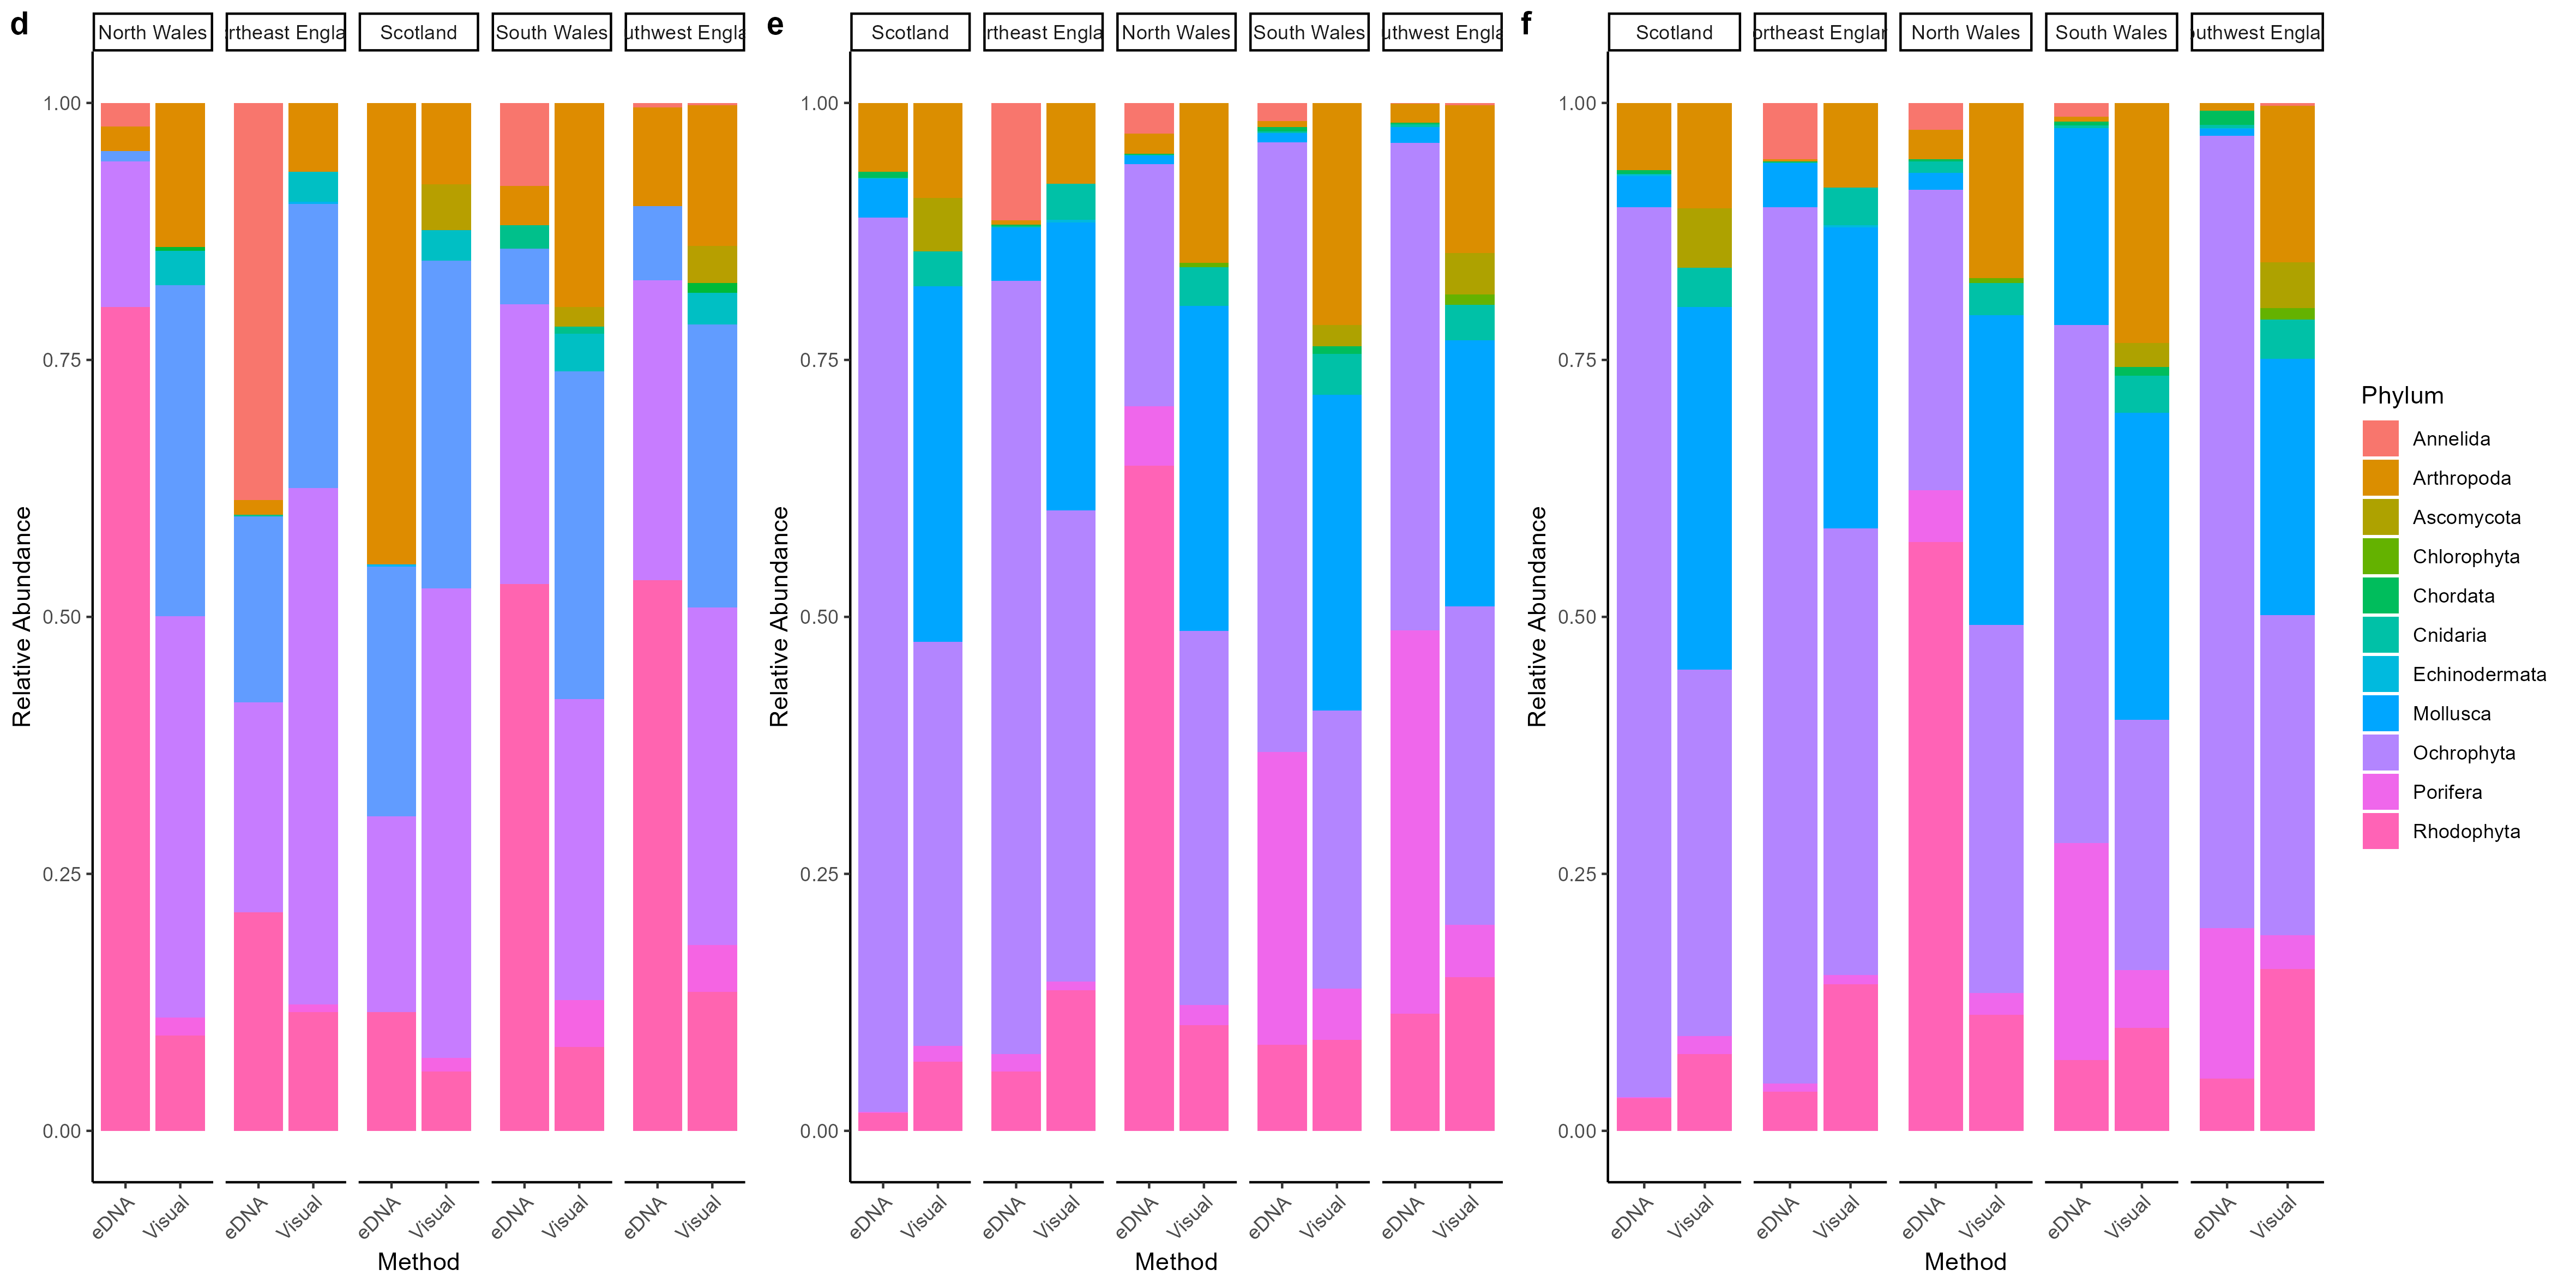 d
North Wales
rtheast Engla
Scotland
South Wales
uthwest Engla
1.00
0.75
0.50
0.25
0.00
Relative Abundance
eDNA
Visual
eDNA
Visual
eDNA
Visual
eDNA
Visual
eDNA
Visual
Method
e
Scotland
rtheast Engla
North Wales
South Wales
uthwest Engla
1.00
0.75
0.50
0.25
0.00
Relative Abundance
eDNA
Visual
eDNA
Visual
eDNA
Visual
eDNA
Visual
eDNA
Visual
Method
f
Scotland
ortheast Englan
North Wales
South Wales
outhwest Englan
1.00
0.75
0.50
0.25
0.00
Relative Abundance
eDNA
Visual
eDNA
Visual
eDNA
Visual
eDNA
Visual
eDNA
Visual
Method
Phylum
Annelida
Arthropoda
Ascomycota
Chlorophyta
Chordata
Cnidaria
Echinodermata
Mollusca
Ochrophyta
Porifera
Rhodophyta